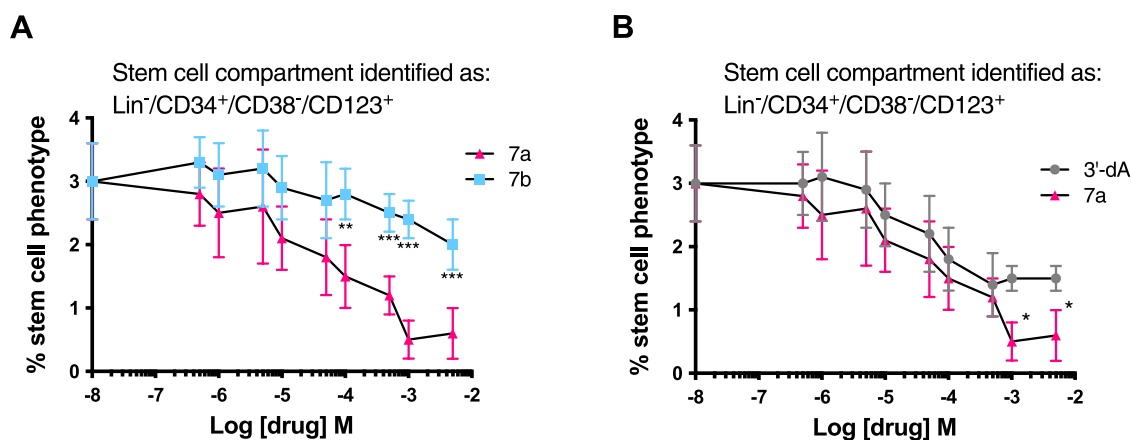 A
Stem cell compartment identified as:
Lin⁻/CD34⁺/CD38⁻/CD123⁺
% stem cell phenotype
4
3
2
1
0
7a
7b
**
***
***
***
-8 -7 -6 -5 -4 -3 -2
Log [drug] M
B
Stem cell compartment identified as:
Lin⁻/CD34⁺/CD38⁻/CD123⁺
% stem cell phenotype
4
3
2
1
0
3'-dA
7a
*
*
-8 -7 -6 -5 -4 -3 -2
Log [drug] M